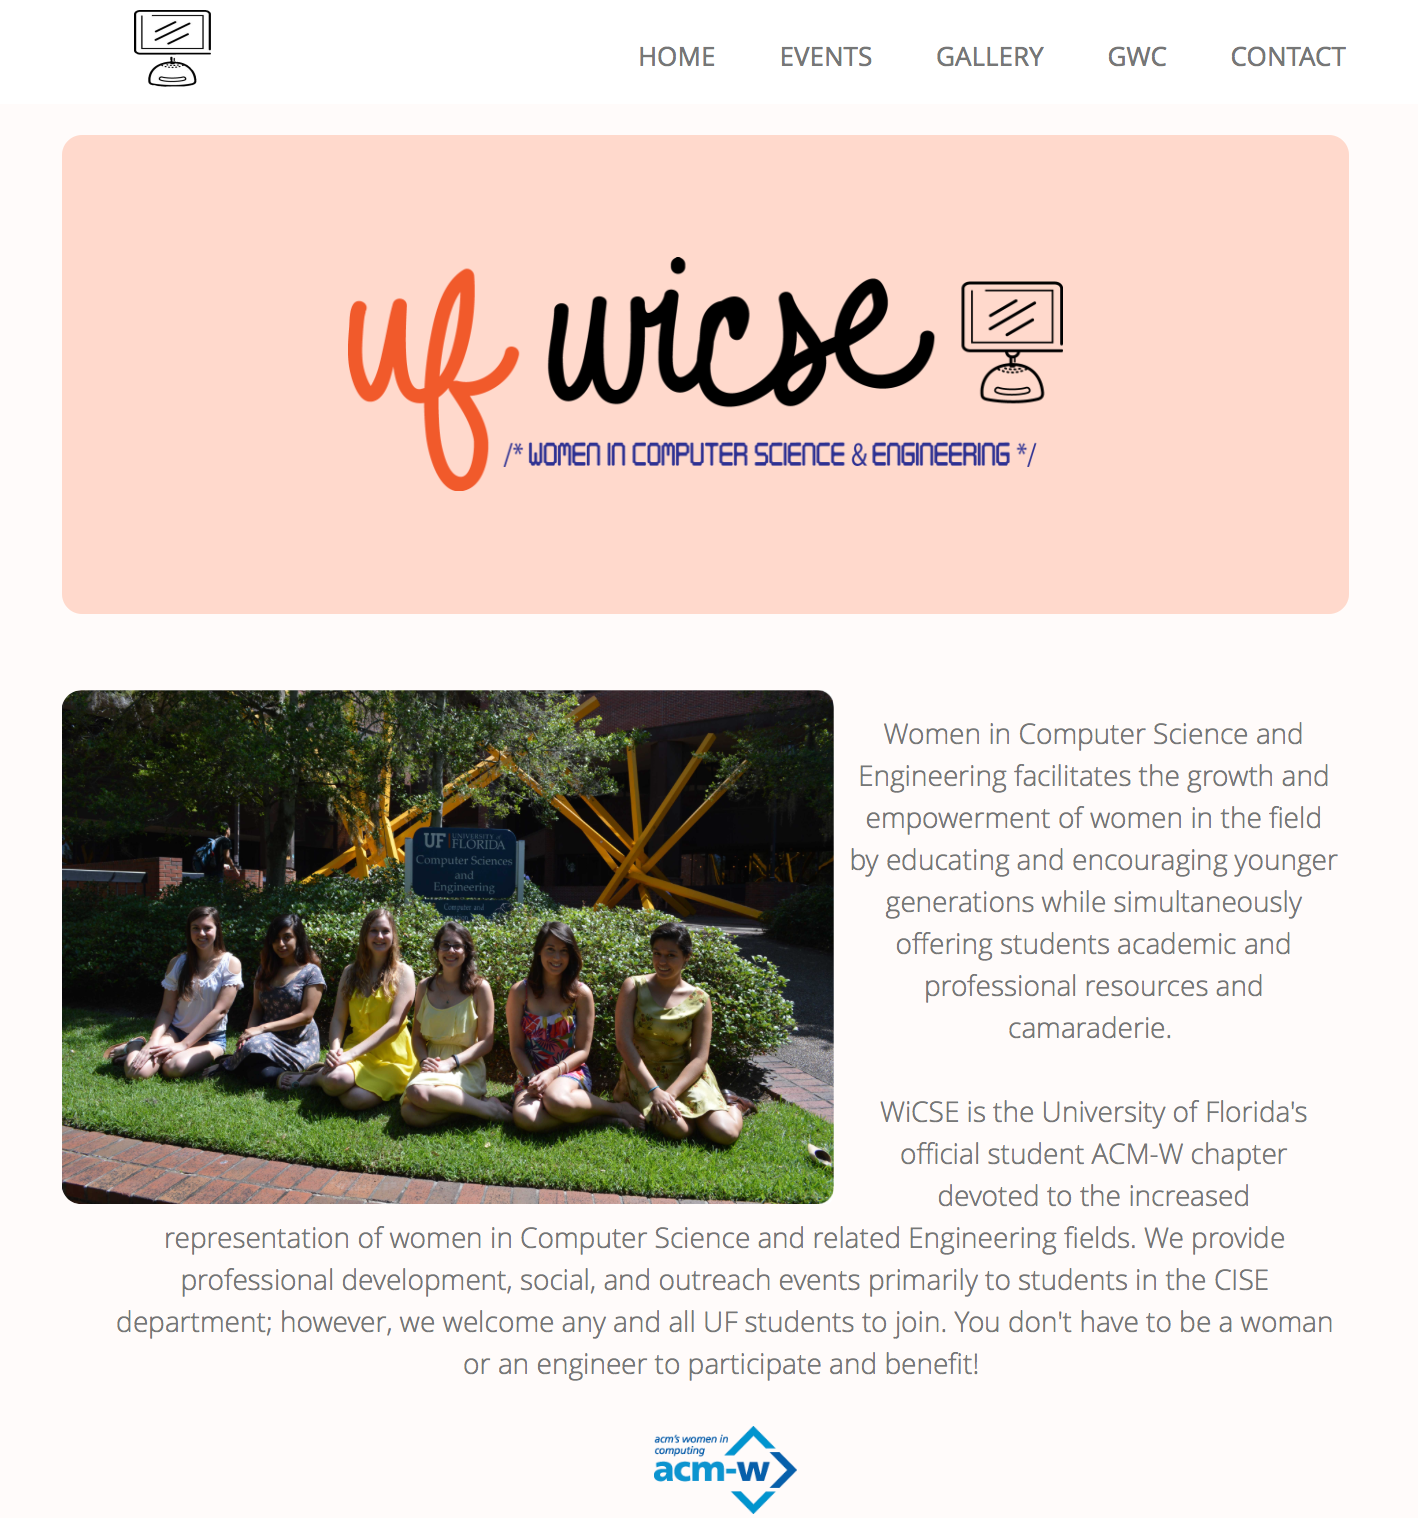 HOME EVENTS GALLERY GWC CONTACT
uf wicse
/* WOMEN IN COMPUTER SCIENCE & ENGINEERING */
UF UNIVERSITY of
FLORIDA
Computer Sciences
and
Engineering
Computer and
Women in Computer Science and
Engineering facilitates the growth and
empowerment of women in the field
by educating and encouraging younger
generations while simultaneously
offering students academic and
professional resources and
camaraderie.
WiCSE is the University of Florida's
official student ACM-W chapter
devoted to the increased
representation of women in Computer Science and related Engineering fields. We provide
professional development, social, and outreach events primarily to students in the CISE
department; however, we welcome any and all UF students to join. You don't have to be a woman
or an engineer to participate and benefit!
acm's women in
computing
acm-w